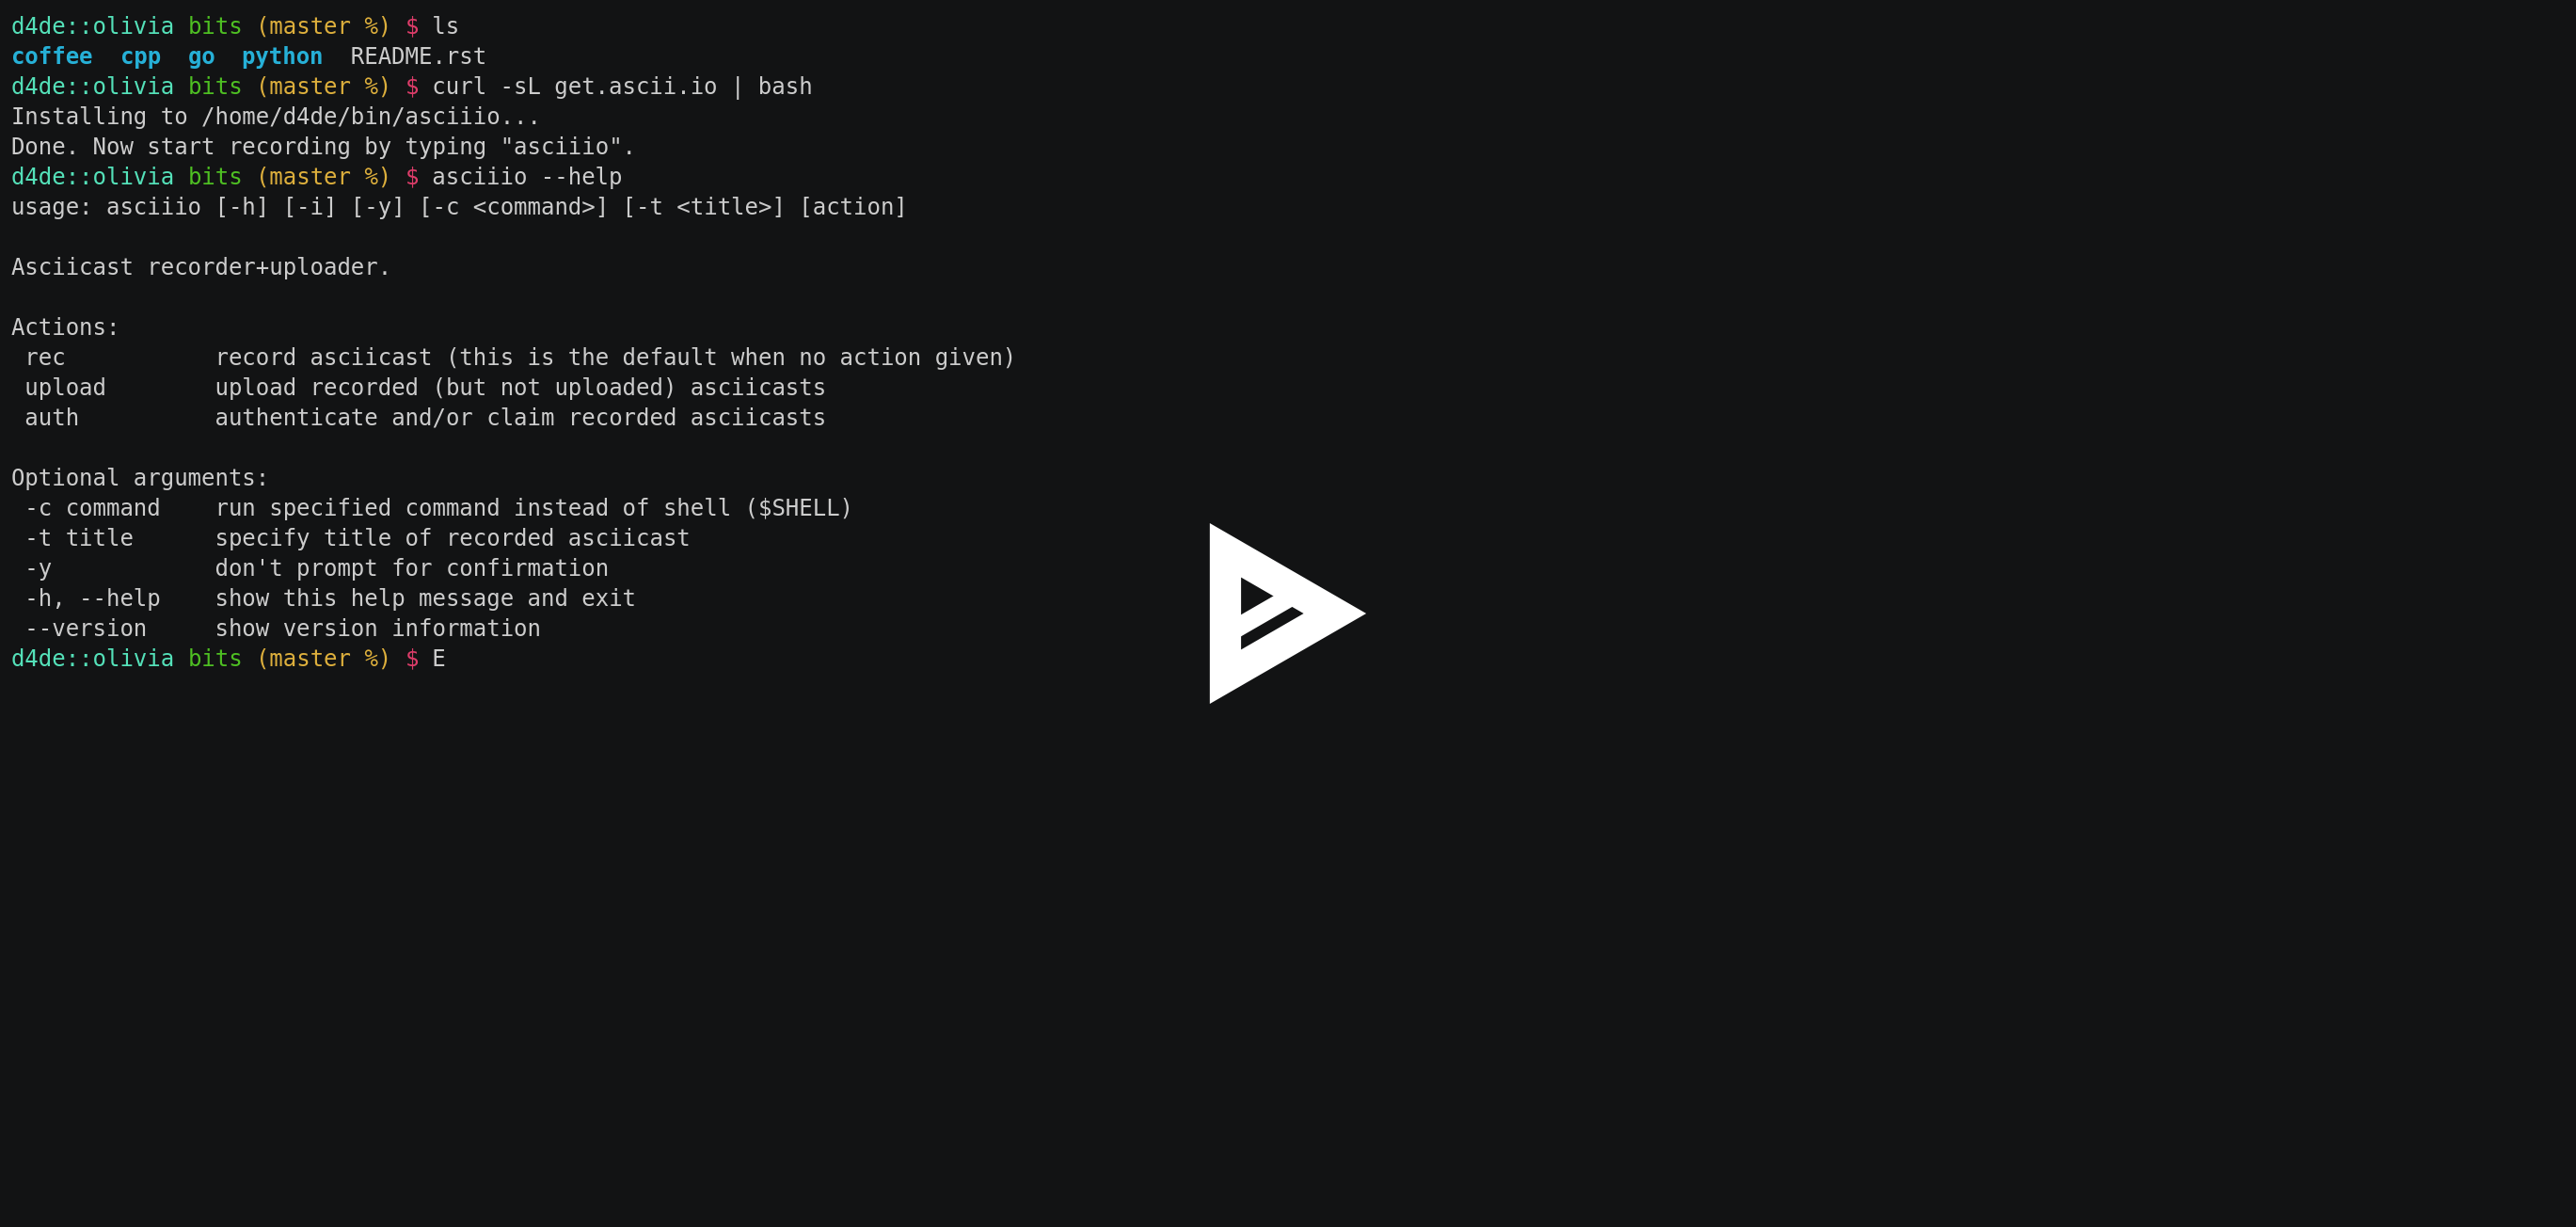 d4de::olivia bits (master %) $ ls
coffee  cpp  go  python  README.rst
d4de::olivia bits (master %) $ curl -sL get.ascii.io | bash
Installing to /home/d4de/bin/asciiio...
Done. Now start recording by typing "asciiio".
d4de::olivia bits (master %) $ asciiio --help
usage: asciiio [-h] [-i] [-y] [-c <command>] [-t <title>] [action]

Asciicast recorder+uploader.

Actions:
 rec           record asciicast (this is the default when no action given)
 upload        upload recorded (but not uploaded) asciicasts
 auth          authenticate and/or claim recorded asciicasts

Optional arguments:
 -c command    run specified command instead of shell ($SHELL)
 -t title      specify title of recorded asciicast
 -y            don't prompt for confirmation
 -h, --help    show this help message and exit
 --version     show version information
d4de::olivia bits (master %) $ E